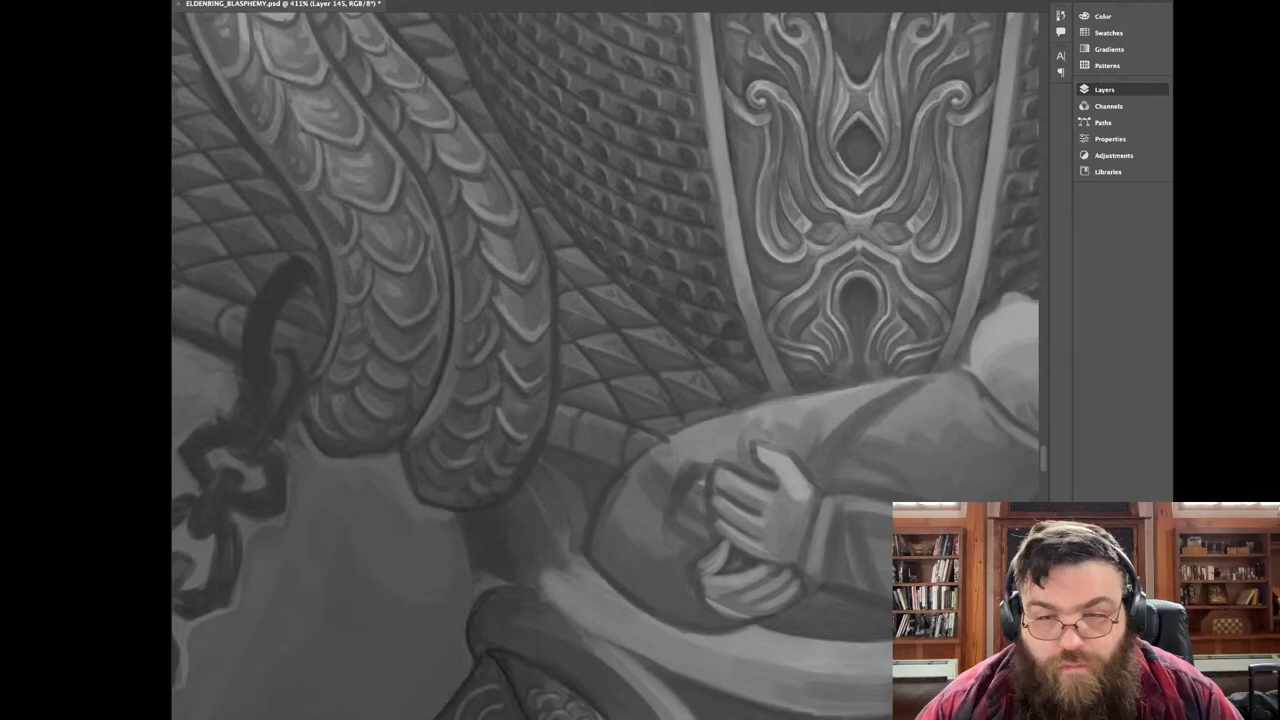 × ELDENRING_BLASPHEMY.psd @ 411% (Layer 145, RGB/8*) *
Color
Swatches
Gradients
Patterns
Layers
Channels
Paths
Properties
Adjustments
Libraries